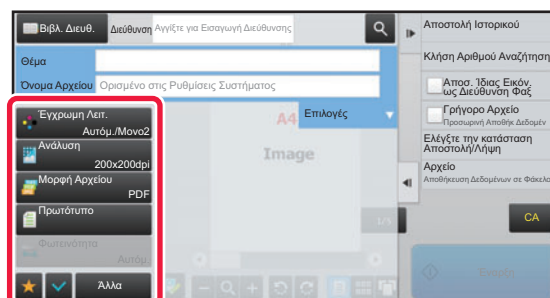 Βιβλ. Διευθ.
Διεύθυνση
Αγγίξτε για Εισαγωγή Διεύθυνσης
Θέμα
Όνομα Αρχείου
Ορισμένο στις Ρυθμίσεις Συστήματος
Έγχρωμη Λειτ.
Αυτόμ./Μονο2
Ανάλυση
200x200dpi
Μορφή Αρχείου
PDF
Πρωτότυπο
Φωτεινότητα
Αυτόμ.
Άλλα
Επιλογές
A4
Image
1/3
Αποστολή Ιστορικού
Κλήση Αριθμού Αναζήτηση
Αποσ. Ίδιας Εικόν.
ως Διεύθυνση Φαξ
Γρήγορο Αρχείο
Προσωρινή Αποθήκ Δεδομέν
Ελέγξτε την κατάσταση
Αποστολή/Λήψη
Αρχείο
Αποθήκευση Δεδομένων σε Φάκελο
CA
Έναρξη